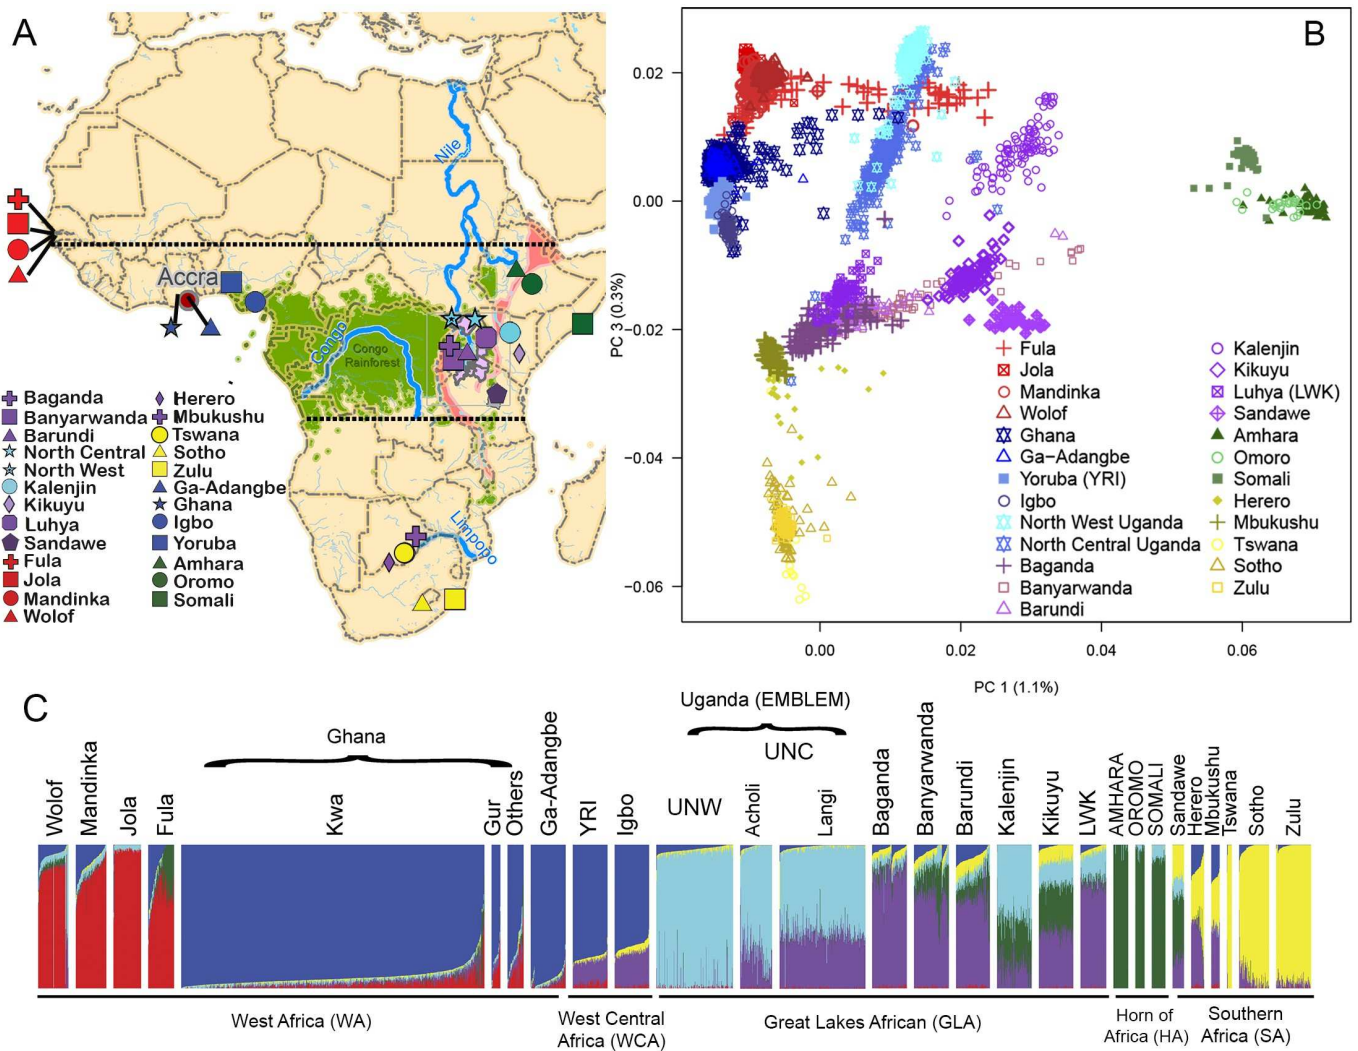 A
Nile
Accra
Congo
Congo
Rainforest
Limpopo
Baganda
Banyarwanda
Barundi
North Central
North West
Kalenjin
Kikuyu
Luhya
Sandawe
Fula
Jola
Mandinka
Wolof
Herero
Mbukushu
Tswana
Sotho
Zulu
Ga-Adangbe
Ghana
Igbo
Yoruba
Amhara
Oromo
Somali
B
0.02
0.00
−0.02
−0.04
−0.06
PC 3 (0.3%)
0.00
0.02
0.04
0.06
PC 1 (1.1%)
Fula
Jola
Mandinka
Wolof
Ghana
Ga−Adangbe
Yoruba (YRI)
Igbo
North West Uganda
North Central Uganda
Baganda
Banyarwanda
Barundi
Kalenjin
Kikuyu
Luhya (LWK)
Sandawe
Amhara
Omoro
Somali
Herero
Mbukushu
Tswana
Sotho
Zulu
C
Uganda (EMBLEM)
Ghana
UNC
Wolof
Mandinka
Jola
Fula
Kwa
Gur
Others
Ga-Adangbe
YRI
Igbo
UNW
Acholi
Langi
Baganda
Banyarwanda
Barundi
Kalenjin
Kikuyu
LWK
AMHARA
OROMO
SOMALI
Sandawe
Herero
Mbukushu
Tswana
Sotho
Zulu
West Africa (WA)
West Central
Africa (WCA)
Great Lakes African (GLA)
Horn of
Africa (HA)
Southern
Africa (SA)